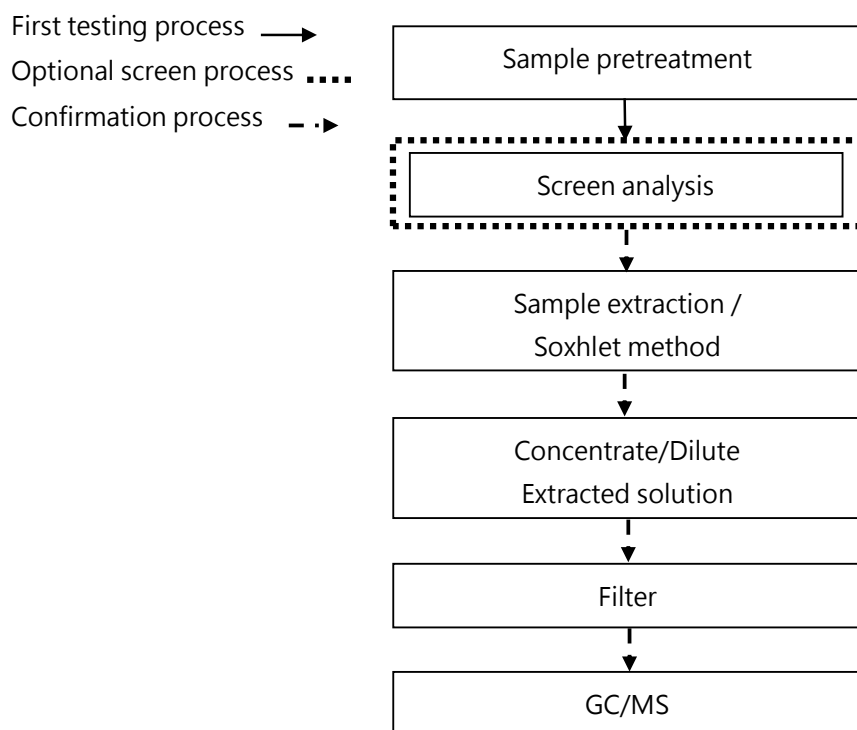 First testing process
Optional screen process
Confirmation process
Sample pretreatment
Screen analysis
Sample extraction /
Soxhlet method
Concentrate/Dilute
Extracted solution
Filter
GC/MS